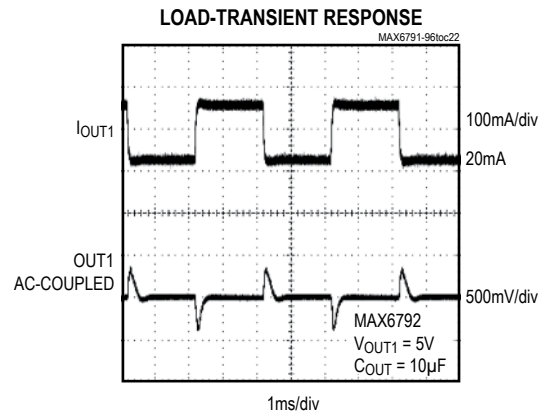 LOAD-TRANSIENT RESPONSE
MAX6791-96toc22
IOUT1
100mA/div
20mA
OUT1
AC-COUPLED
500mV/div
MAX6792
VOUT1 = 5V
COUT = 10µF
1ms/div